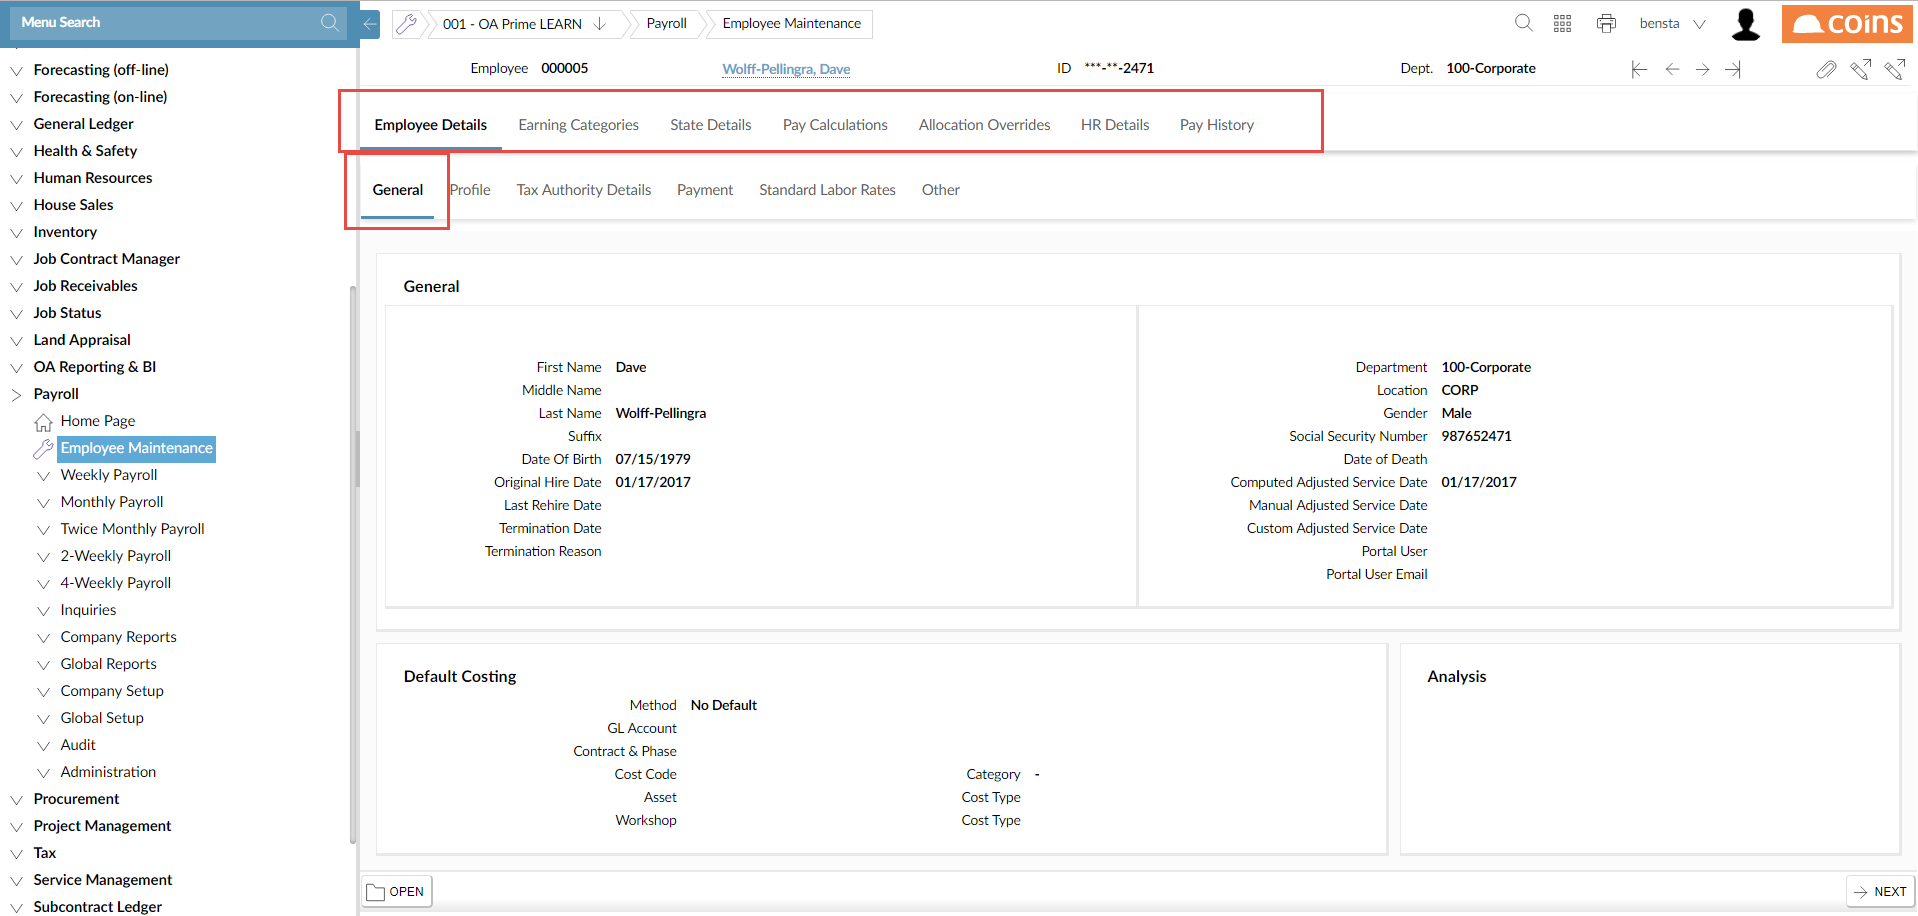 Menu Search
001 - OA Prime LEARN
Payroll
Employee Maintenance
bensta
coins
Employee 000005
Wolff-Pellingra, Dave
ID ***-**-2471
Dept. 100-Corporate
Employee Details
Earning Categories
State Details
Pay Calculations
Allocation Overrides
HR Details
Pay History
General
Profile
Tax Authority Details
Payment
Standard Labor Rates
Other
Forecasting (off-line)
Forecasting (on-line)
General Ledger
Health & Safety
Human Resources
House Sales
Inventory
Job Contract Manager
Job Receivables
Job Status
Land Appraisal
OA Reporting & BI
Payroll
Home Page
Employee Maintenance
Weekly Payroll
Monthly Payroll
Twice Monthly Payroll
2-Weekly Payroll
4-Weekly Payroll
Inquiries
Company Reports
Global Reports
Company Setup
Global Setup
Audit
Administration
Procurement
Project Management
Tax
Service Management
Subcontract Ledger
General
First Name Dave
Middle Name
Last Name Wolff-Pellingra
Suffix
Date Of Birth 07/15/1979
Original Hire Date 01/17/2017
Last Rehire Date
Termination Date
Termination Reason
Department 100-Corporate
Location CORP
Gender Male
Social Security Number 987652471
Date of Death
Computed Adjusted Service Date 01/17/2017
Manual Adjusted Service Date
Custom Adjusted Service Date
Portal User
Portal User Email
Default Costing
Method No Default
GL Account
Contract & Phase
Cost Code
Category -
Asset
Cost Type
Workshop
Cost Type
Analysis
OPEN
NEXT